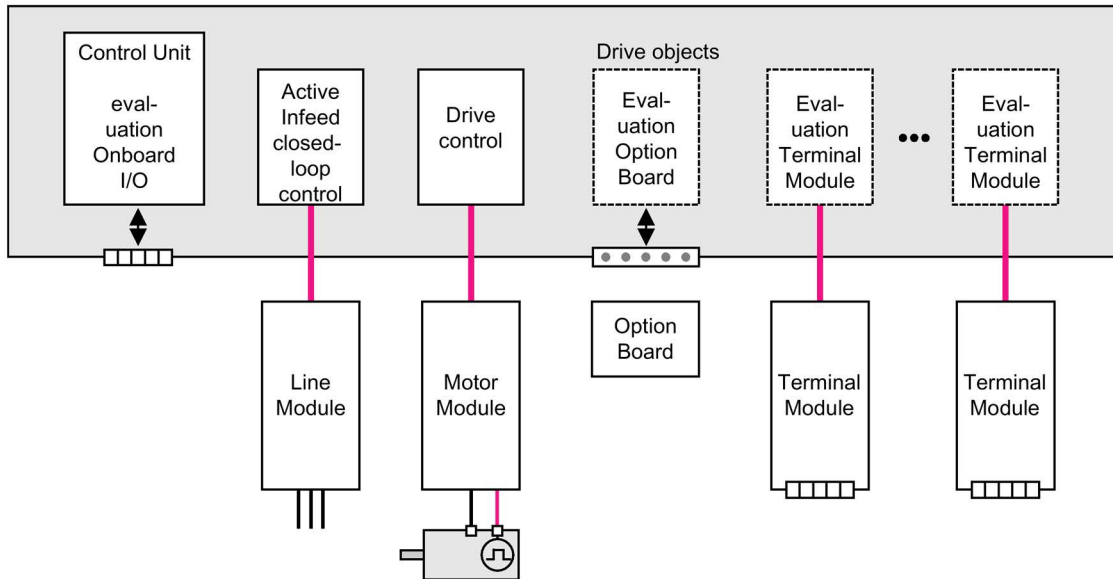 Drive objects
Control Unit
eval-
uation
Onboard
I/O
Active
Infeed
closed-
loop
control
Drive
control
Eval-
uation
Option
Board
Eval-
uation
Terminal
Module
Eval-
uation
Terminal
Module
Line
Module
Motor
Module
Option
Board
Terminal
Module
Terminal
Module